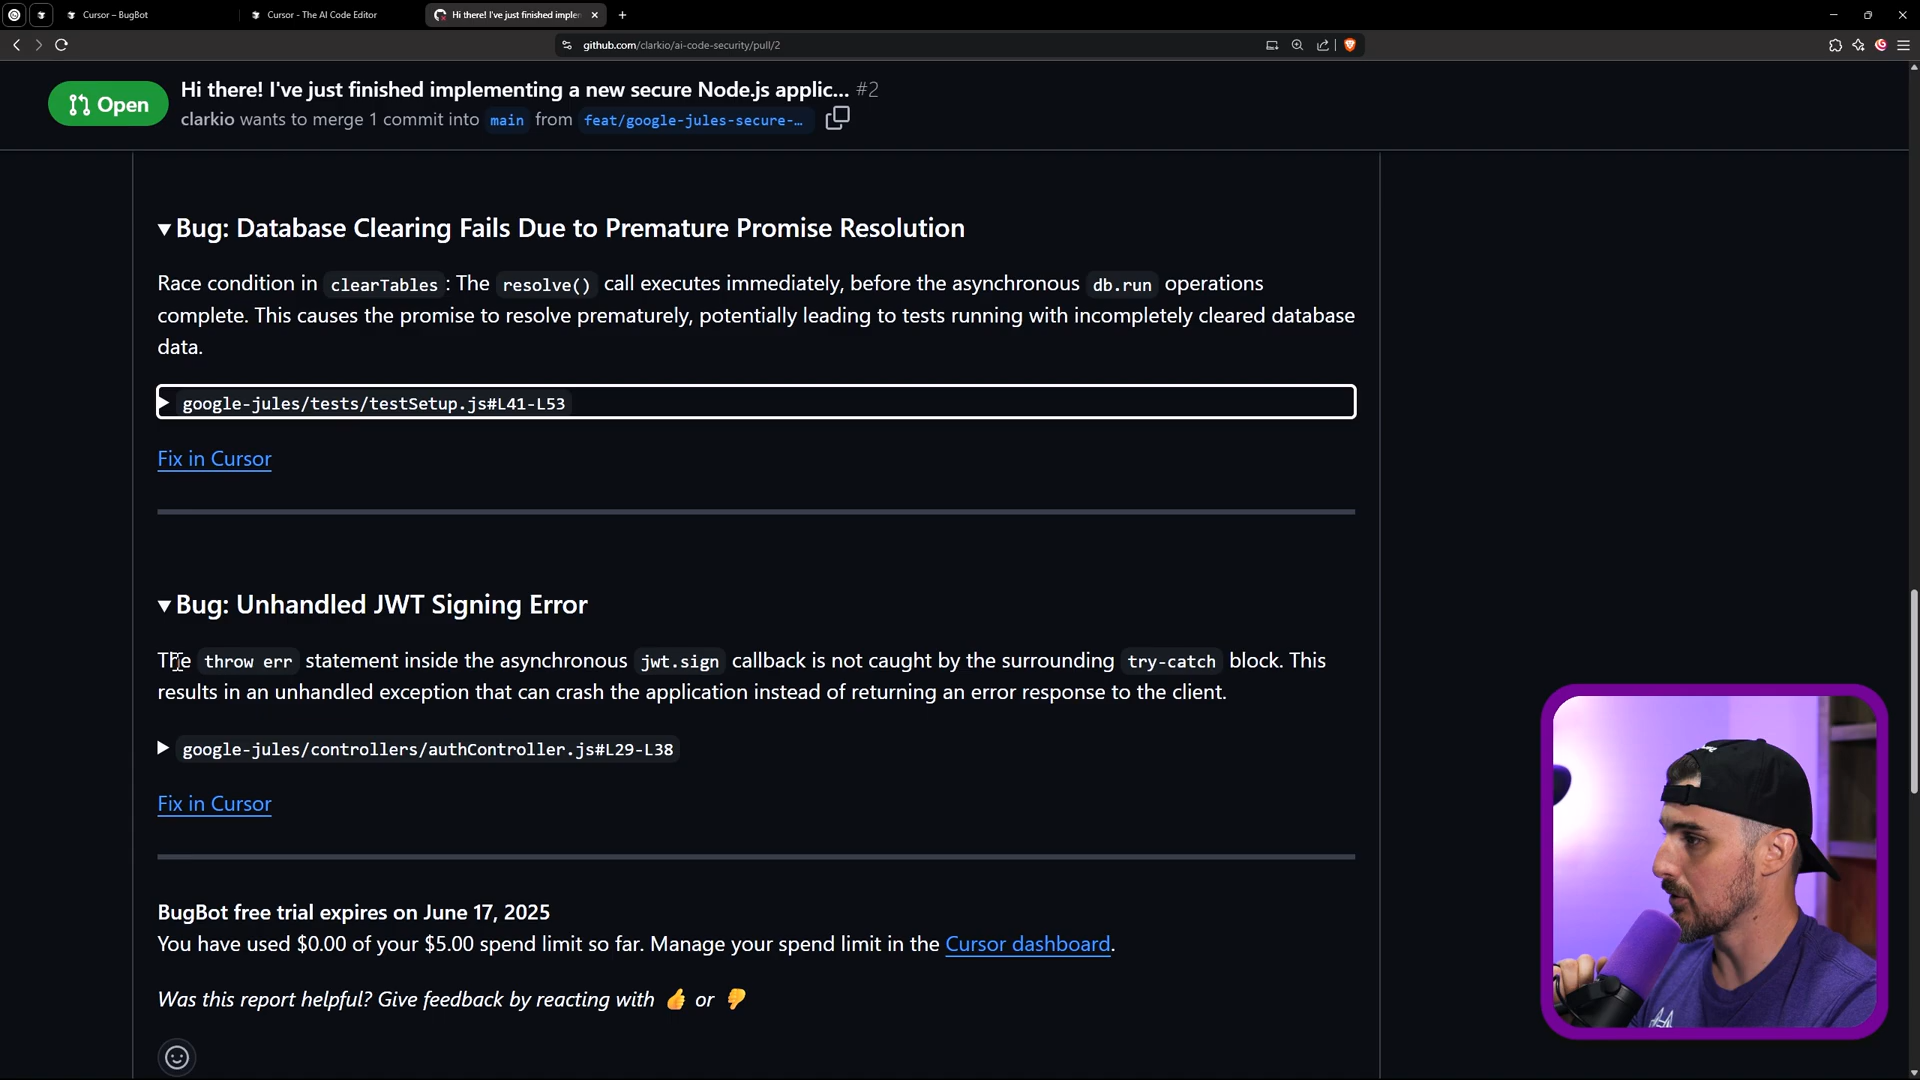 Cursor – BugBot
Cursor - The AI Code Editor
Hi there! I've just finished implemen
github.com/clarkio/ai-code-security/pull/2
Open
Hi there! I've just finished implementing a new secure Node.js applic... #2
clarkio wants to merge 1 commit into main from feat/google-jules-secure-…
Bug: Database Clearing Fails Due to Premature Promise Resolution
Race condition in clearTables: The resolve() call executes immediately, before the asynchronous db.run operations
complete. This causes the promise to resolve prematurely, potentially leading to tests running with incompletely cleared database
data.
google-jules/tests/testSetup.js#L41-L53
Fix in Cursor
Bug: Unhandled JWT Signing Error
The throw err statement inside the asynchronous jwt.sign callback is not caught by the surrounding try-catch block. This
results in an unhandled exception that can crash the application instead of returning an error response to the client.
google-jules/controllers/authController.js#L29-L38
Fix in Cursor
BugBot free trial expires on June 17, 2025
You have used $0.00 of your $5.00 spend limit so far. Manage your spend limit in the Cursor dashboard.
Was this report helpful? Give feedback by reacting with 👍 or 👎